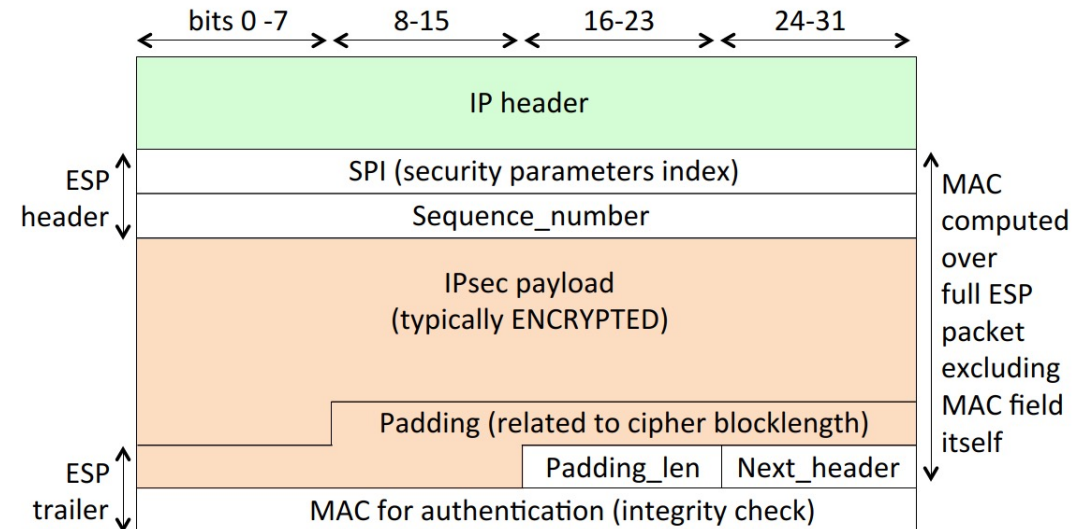 bits 0 -7
8-15
16-23
24-31
IP header
ESP
header
SPI (security parameters index)
Sequence_number
IPsec payload
(typically ENCRYPTED)
Padding (related to cipher blocklength)
MAC
computed
over
full ESP
packet
excluding
MAC field
itself
ESP
trailer
Padding_len
Next_header
MAC for authentication (integrity check)